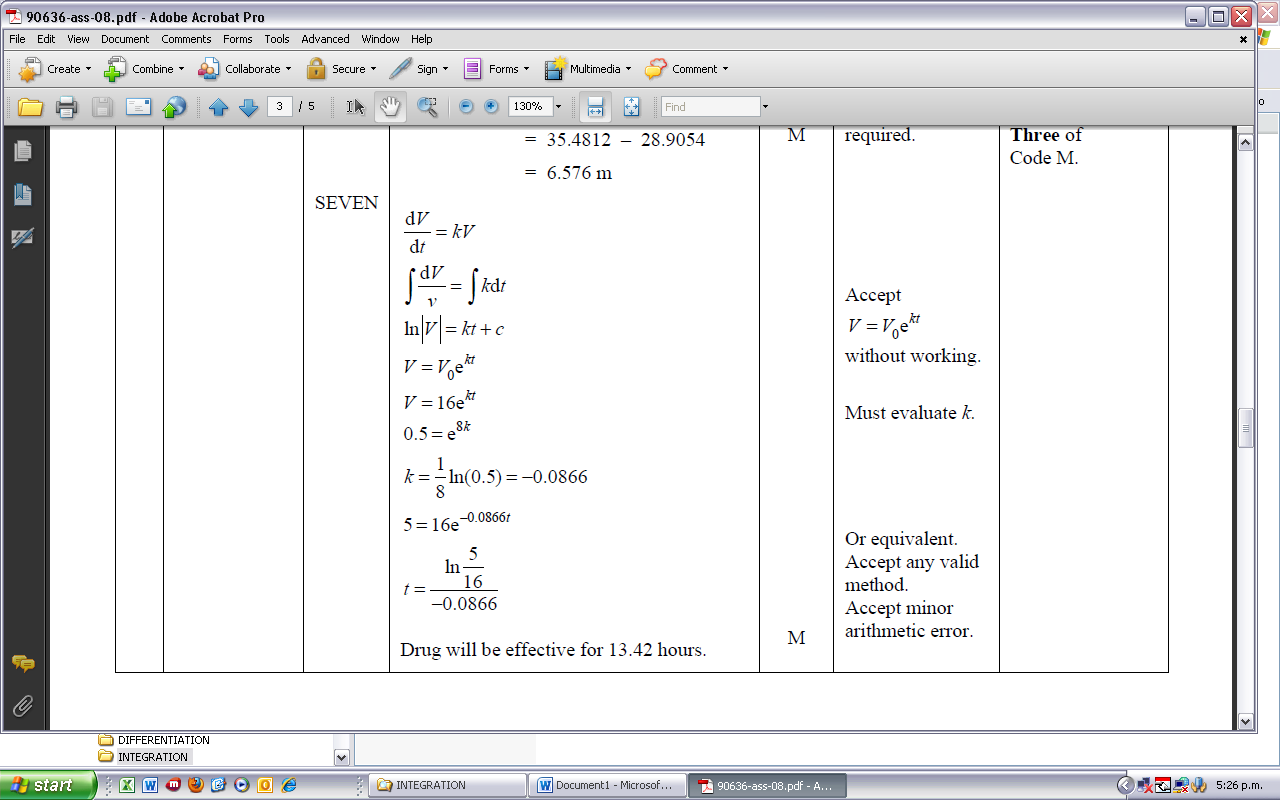 90636-ass-08.pdf - Adobe Acrobat Pro
File Edit View Document Comments Forms Tools Advanced Window Help
Create Combine Collaborate Secure Sign Forms Multimedia Comment
3 / 5 130% Find
= 35.4812 – 28.9054 M required. Three of
Code M.
= 6.576 m
SEVEN
dV/dt = kV
∫ dV/v = ∫ kdt
ln|V| = kt + c
V = V₀e^{kt}
V = 16e^{kt}
0.5 = e^{8k}
k = 1/8 ln(0.5) = −0.0866
5 = 16e^{−0.0866t}
t = ln 5/16 / −0.0866
Drug will be effective for 13.42 hours.
M
Accept
V = V₀e^{kt}
without working.
Must evaluate k.
Or equivalent.
Accept any valid
method.
Accept minor
arithmetic error.
DIFFERENTIATION
INTEGRATION
start INTEGRATION Document1 - Microsof... 90636-ass-08.pdf - A... 5:26 p.m.